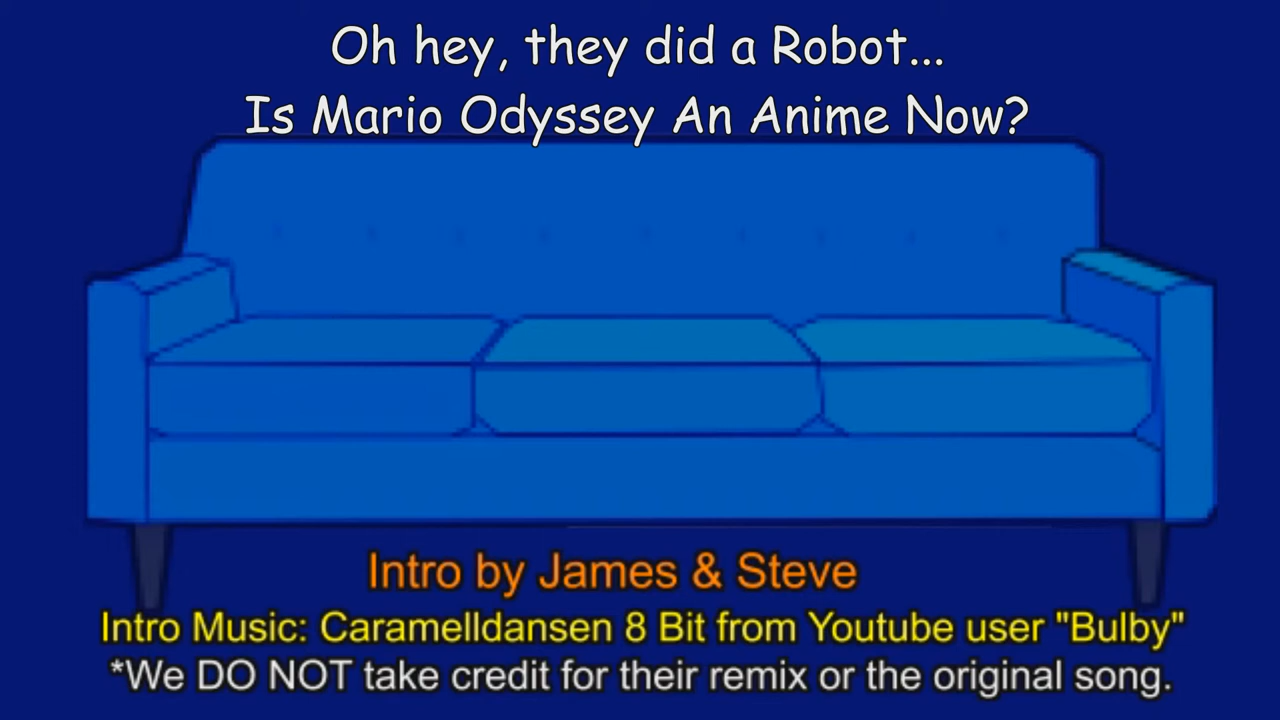 Oh hey, they did a Robot...
Is Mario Odyssey An Anime Now?
Intro by James & Steve
Intro Music: Caramelldansen 8 Bit from Youtube user "Bulby"
*We DO NOT take credit for their remix or the original song.